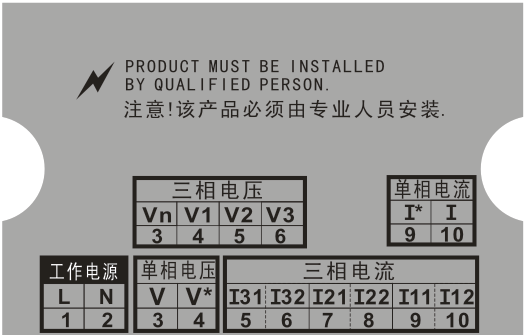 PRODUCT MUST BE INSTALLED
BY QUALIFIED PERSON.
注意!该产品必须由专业人员安装.
三相电压
Vn V1 V2 V3
3 4 5 6
单相电流
I* I
9 10
工作电源
L N
1 2
单相电压
V V*
3 4
三相电流
I31 I32 I21 I22 I11 I12
5 6 7 8 9 10